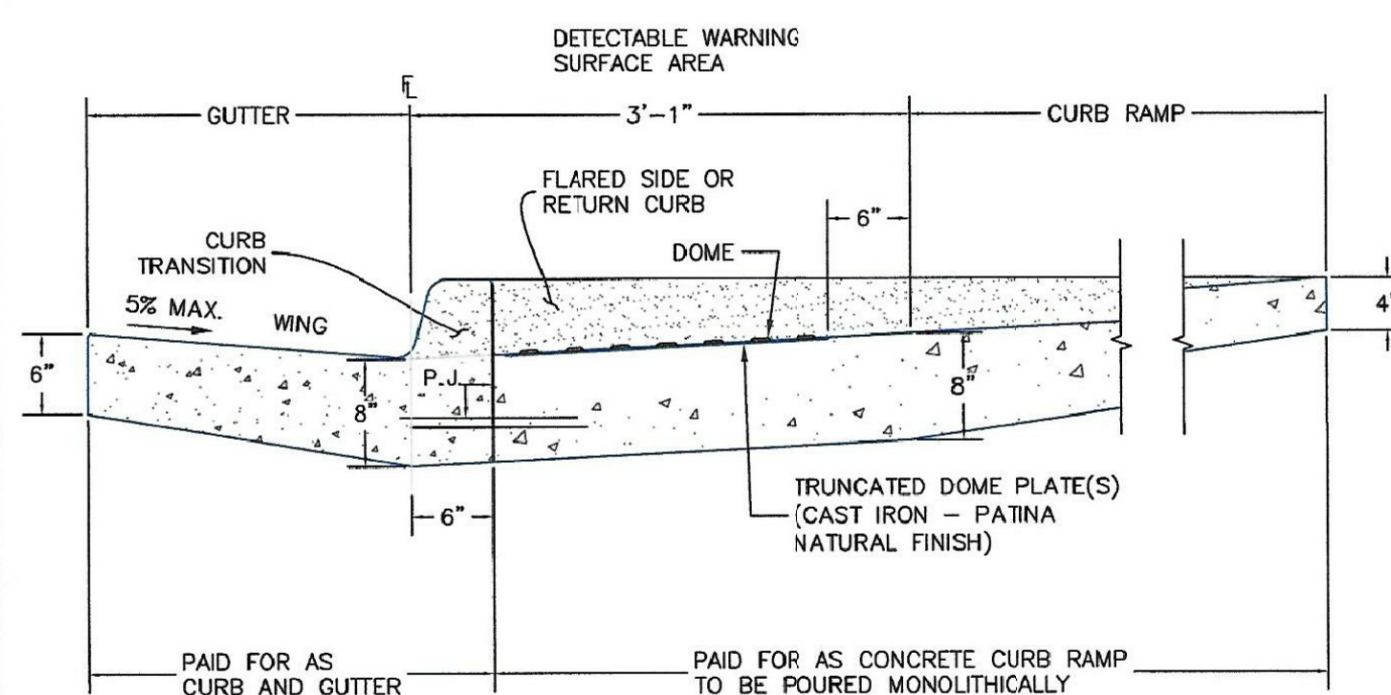 DETECTABLE WARNING
SURFACE AREA
FL
GUTTER
3'-1"
CURB RAMP
FLARED SIDE OR
RETURN CURB
6"
CURB
TRANSITION
DOME
5% MAX.
WING
4"
6"
P.J.
8"
8"
6"
TRUNCATED DOME PLATE(S)
(CAST IRON – PATINA
NATURAL FINISH)
PAID FOR AS
CURB AND GUTTER
PAID FOR AS CONCRETE CURB RAMP
TO BE POURED MONOLITHICALLY